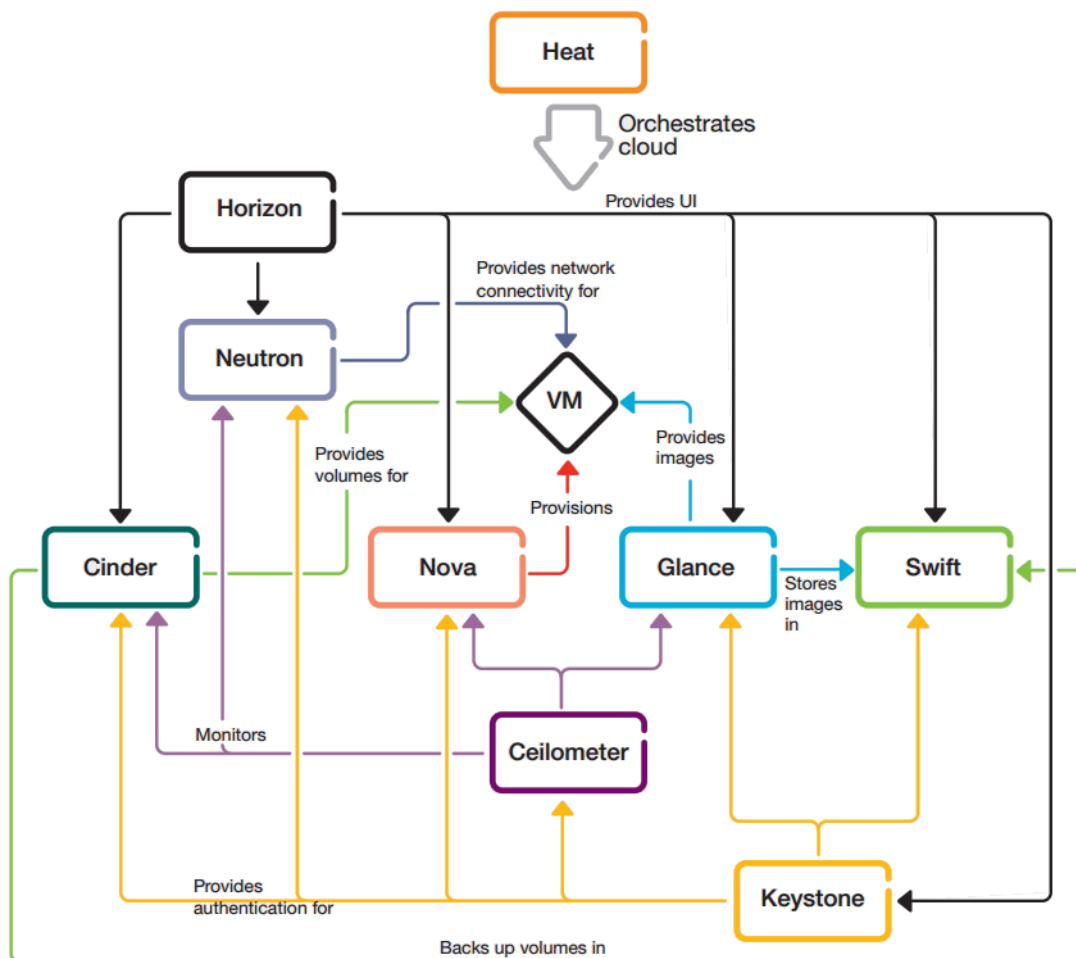 Heat
Orchestrates
cloud
Horizon
Provides UI
Provides network
connectivity for
Neutron
VM
Provides
volumes for
Provides
images
Provisions
Cinder
Nova
Glance
Swift
Stores
images
in
Monitors
Ceilometer
Provides
authentication for
Keystone
Backs up volumes in